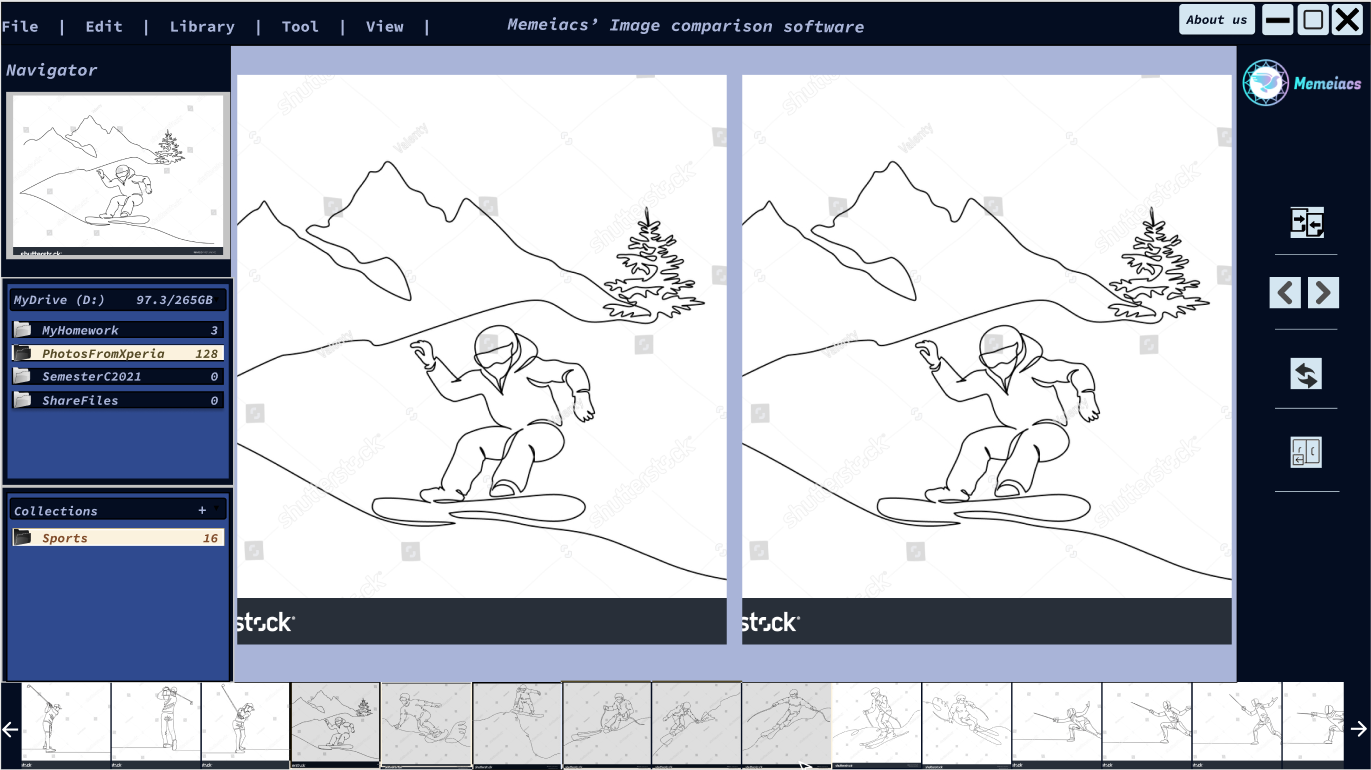 File | Edit | Library | Tool | View |
Memeiacs’ Image comparison software
About us
Navigator
Memeiacs
shutterstock
MyDrive (D:) 97.3/265GB
MyHomework 3
PhotosFromXperia 128
SemesterC2021 0
ShareFiles 0
Collections +
Sports 16
shutterstock
Valenty
shutterstock
shutterstock
Valenty
shutterstock
stock
stock